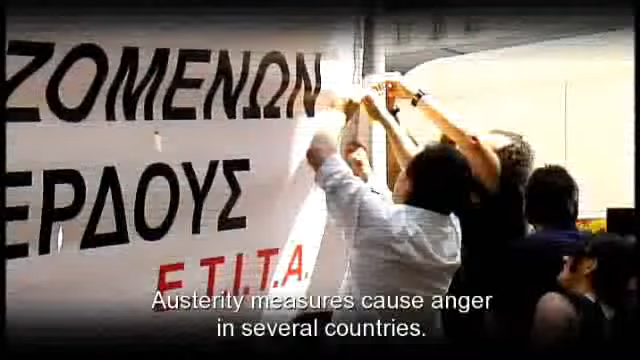 ΖΟΜΕΝΩΝ
ΕΡΔΟΥΣ
Ε.Τ.Ι.Τ.Α.
Austerity measures cause anger
in several countries.